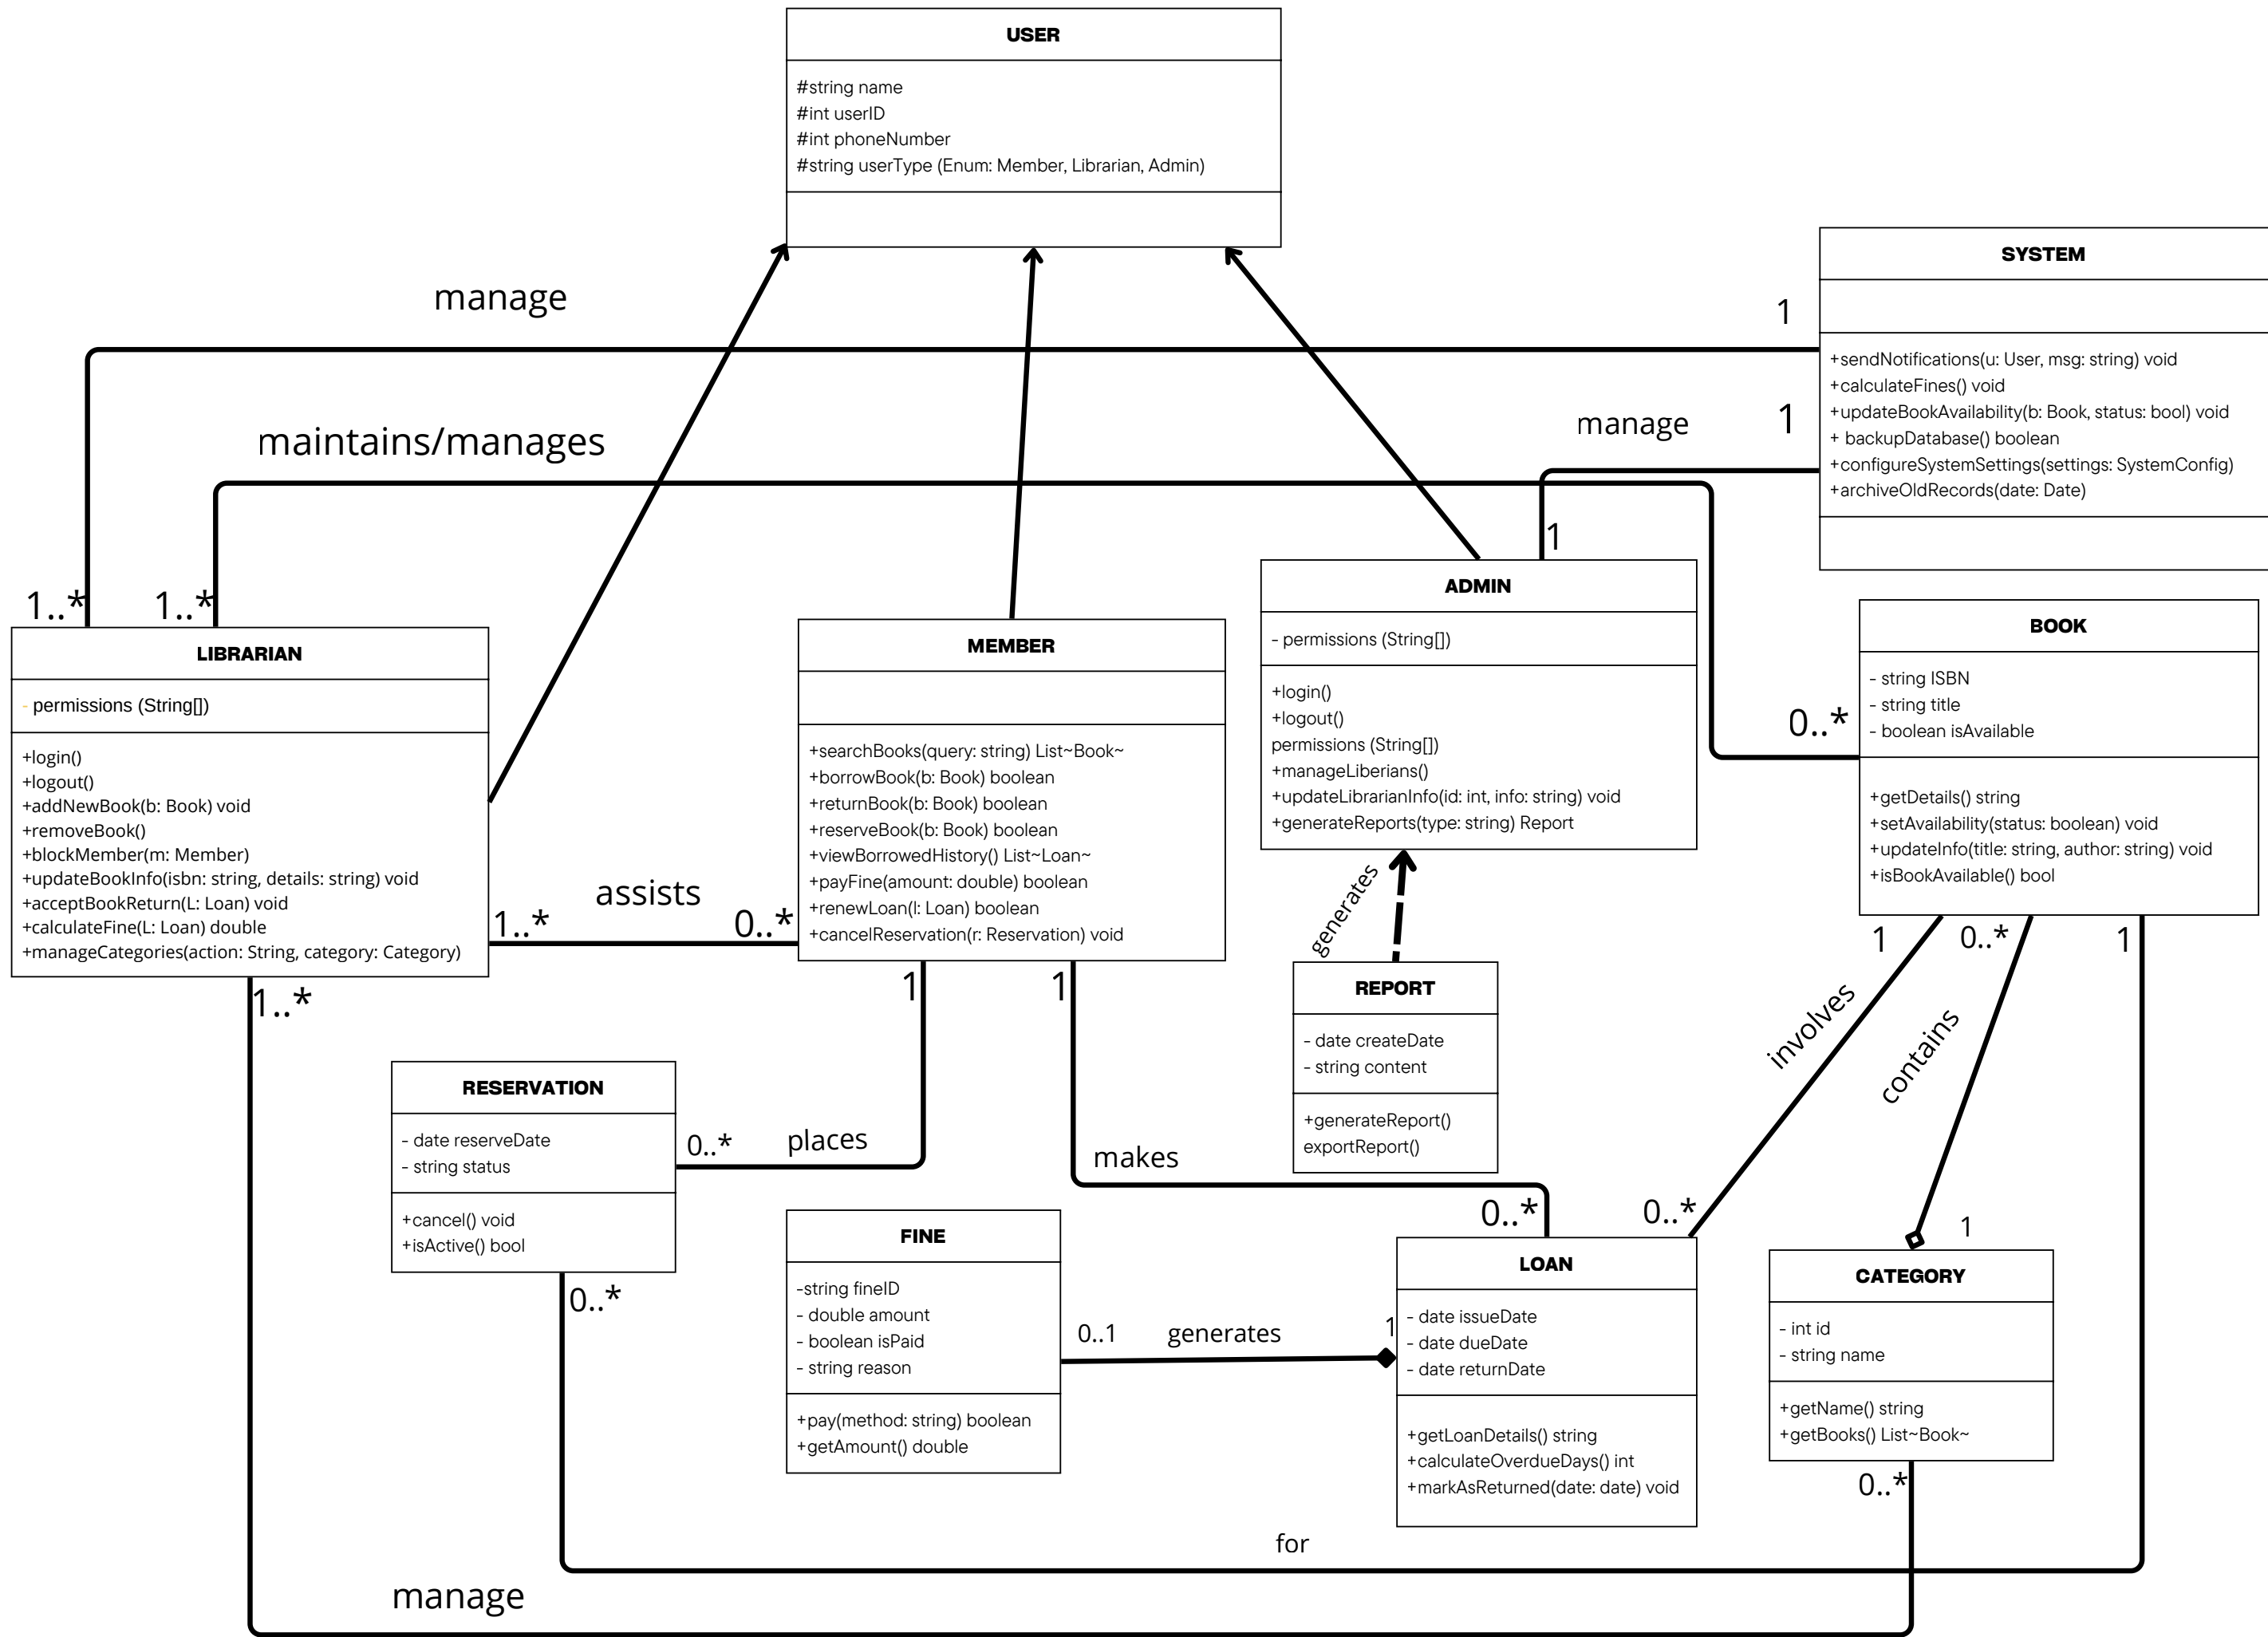 USER
#string name
#int userID
#int phoneNumber
#string userType (Enum: Member, Librarian, Admin)
SYSTEM
+sendNotifications(u: User, msg: string) void
+calculateFines() void
+updateBookAvailability(b: Book, status: bool) void
+ backupDatabase() boolean
+configureSystemSettings(settings: SystemConfig)
+archiveOldRecords(date: Date)
manage
1
manage
1
maintains/manages
1
1..*
1..*
LIBRARIAN
- permissions (String[])
+login()
+logout()
+addNewBook(b: Book) void
+removeBook()
+blockMember(m: Member)
+updateBookInfo(isbn: string, details: string) void
+acceptBookReturn(L: Loan) void
+calculateFine(L: Loan) double
+manageCategories(action: String, category: Category)
MEMBER
+searchBooks(query: string) List~Book~
+borrowBook(b: Book) boolean
+returnBook(b: Book) boolean
+reserveBook(b: Book) boolean
+viewBorrowedHistory() List~Loan~
+payFine(amount: double) boolean
+renewLoan(l: Loan) boolean
+cancelReservation(r: Reservation) void
ADMIN
- permissions (String[])
+login()
+logout()
permissions (String[])
+manageLiberians()
+updateLibrarianInfo(id: int, info: string) void
+generateReports(type: string) Report
BOOK
- string ISBN
- string title
- boolean isAvailable
+getDetails() string
+setAvailability(status: boolean) void
+updateInfo(title: string, author: string) void
+isBookAvailable() bool
0..*
assists
1..*
0..*
generates
1
0..*
1
1..*
1
1
involves
contains
REPORT
- date createDate
- string content
+generateReport()
exportReport()
RESERVATION
- date reserveDate
- string status
+cancel() void
+isActive() bool
0..*
places
makes
0..*
0..*
1
FINE
-string fineID
- double amount
- boolean isPaid
- string reason
+pay(method: string) boolean
+getAmount() double
0..1
generates
1
LOAN
- date issueDate
- date dueDate
- date returnDate
+getLoanDetails() string
+calculateOverdueDays() int
+markAsReturned(date: date) void
CATEGORY
- int id
- string name
+getName() string
+getBooks() List~Book~
0..*
0..*
for
manage